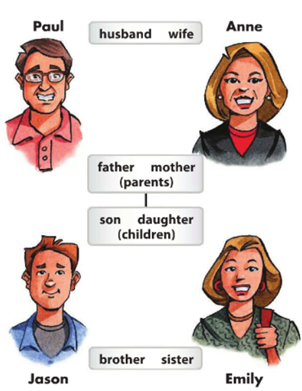 Paul
husband wife
Anne
father mother
(parents)
son daughter
(children)
brother sister
Jason
Emily